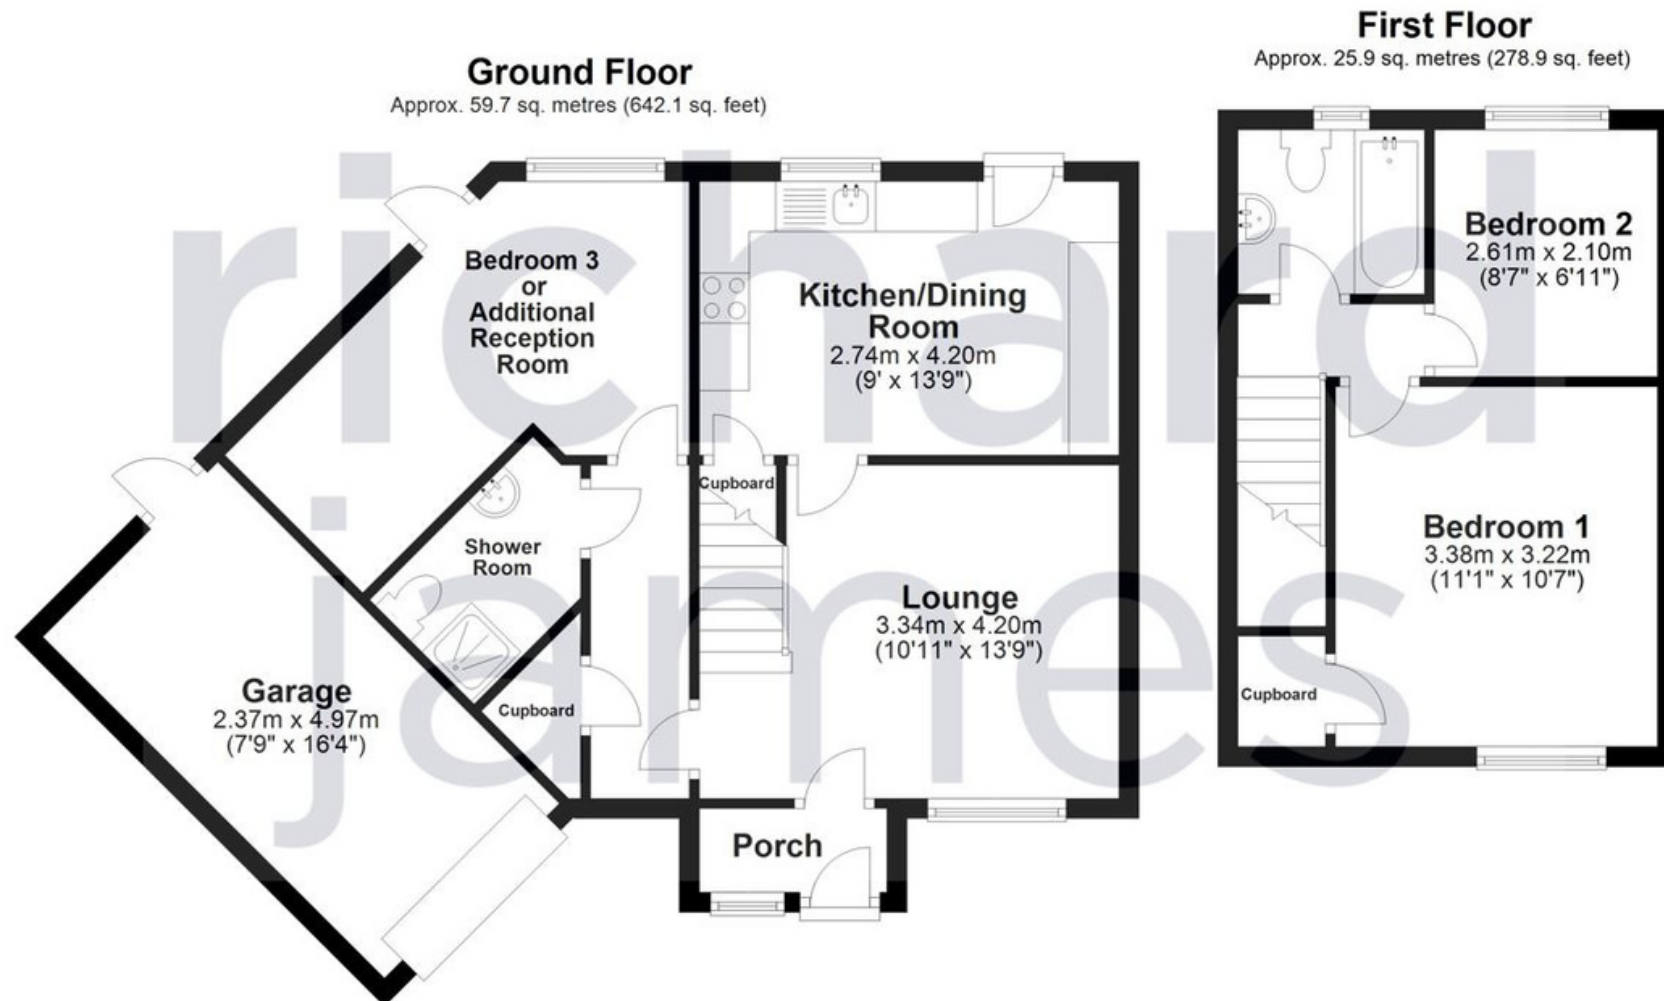 First Floor
Approx. 25.9 sq. metres (278.9 sq. feet)
Ground Floor
Approx. 59.7 sq. metres (642.1 sq. feet)
richard
james
Bedroom 3
or
Additional
Reception
Room
Kitchen/Dining
Room
2.74m x 4.20m
(9' x 13'9")
Bedroom 2
2.61m x 2.10m
(8'7" x 6'11")
Cupboard
Shower
Room
Lounge
3.34m x 4.20m
(10'11" x 13'9")
Bedroom 1
3.38m x 3.22m
(11'1" x 10'7")
Garage
2.37m x 4.97m
(7'9" x 16'4")
Cupboard
Cupboard
Porch